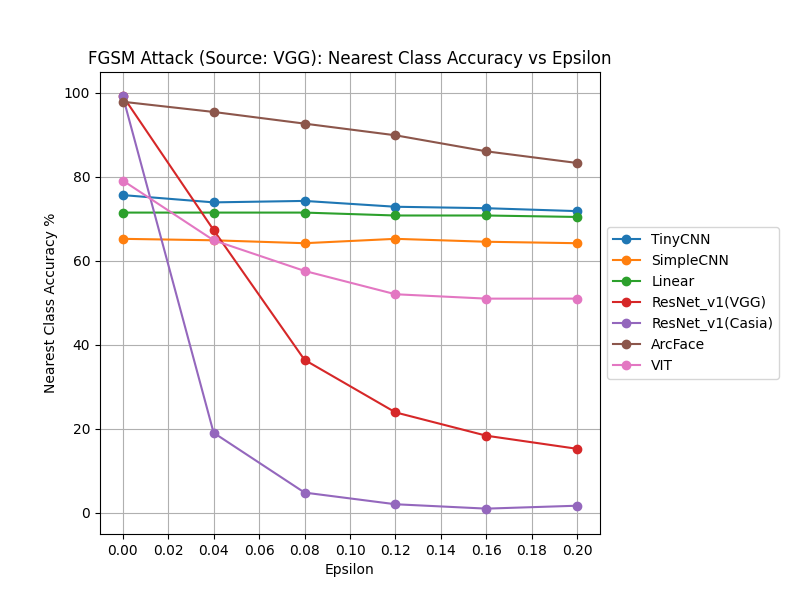 FGSM Attack (Source: VGG): Nearest Class Accuracy vs Epsilon
Nearest Class Accuracy %
100
80
60
40
20
0
0.00 0.02 0.04 0.06 0.08 0.10 0.12 0.14 0.16 0.18 0.20
Epsilon
TinyCNN
SimpleCNN
Linear
ResNet_v1(VGG)
ResNet_v1(Casia)
ArcFace
VIT